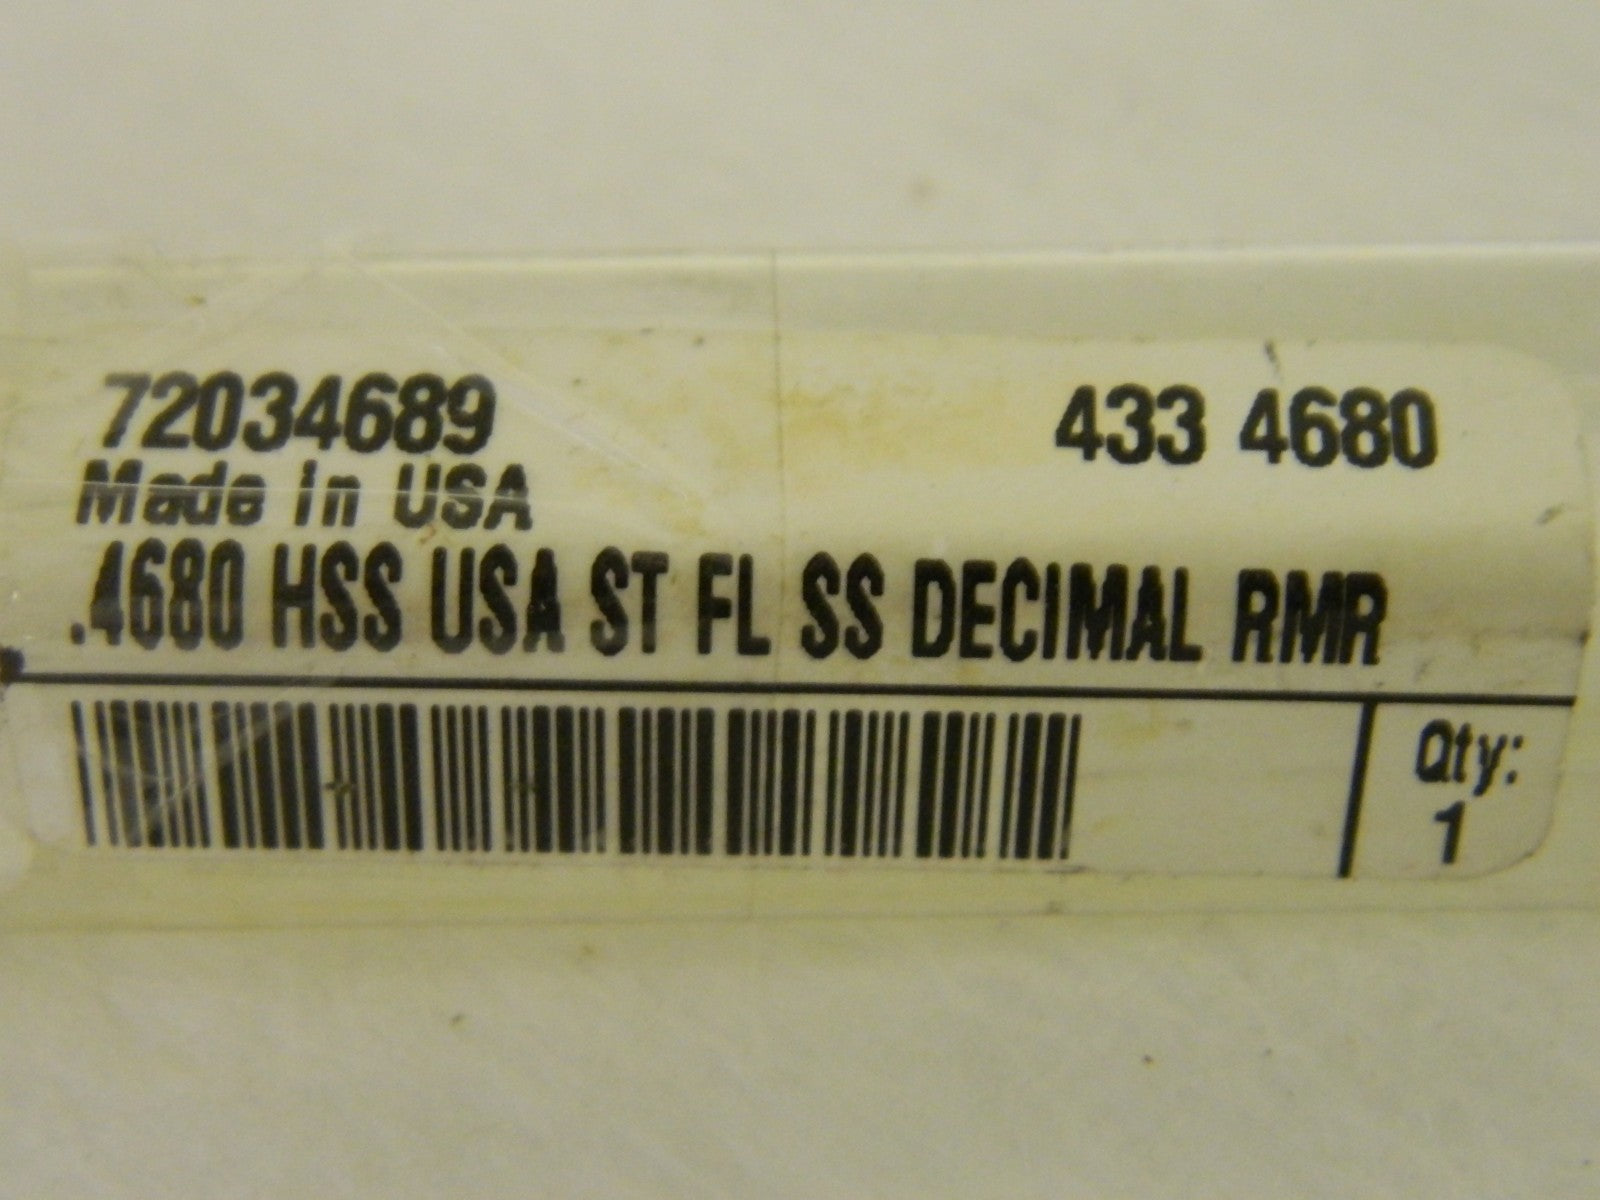 72034689 433 4680
Made in USA
.4680 HSS USA ST FL SS DECIMAL RMR
Qty:
1